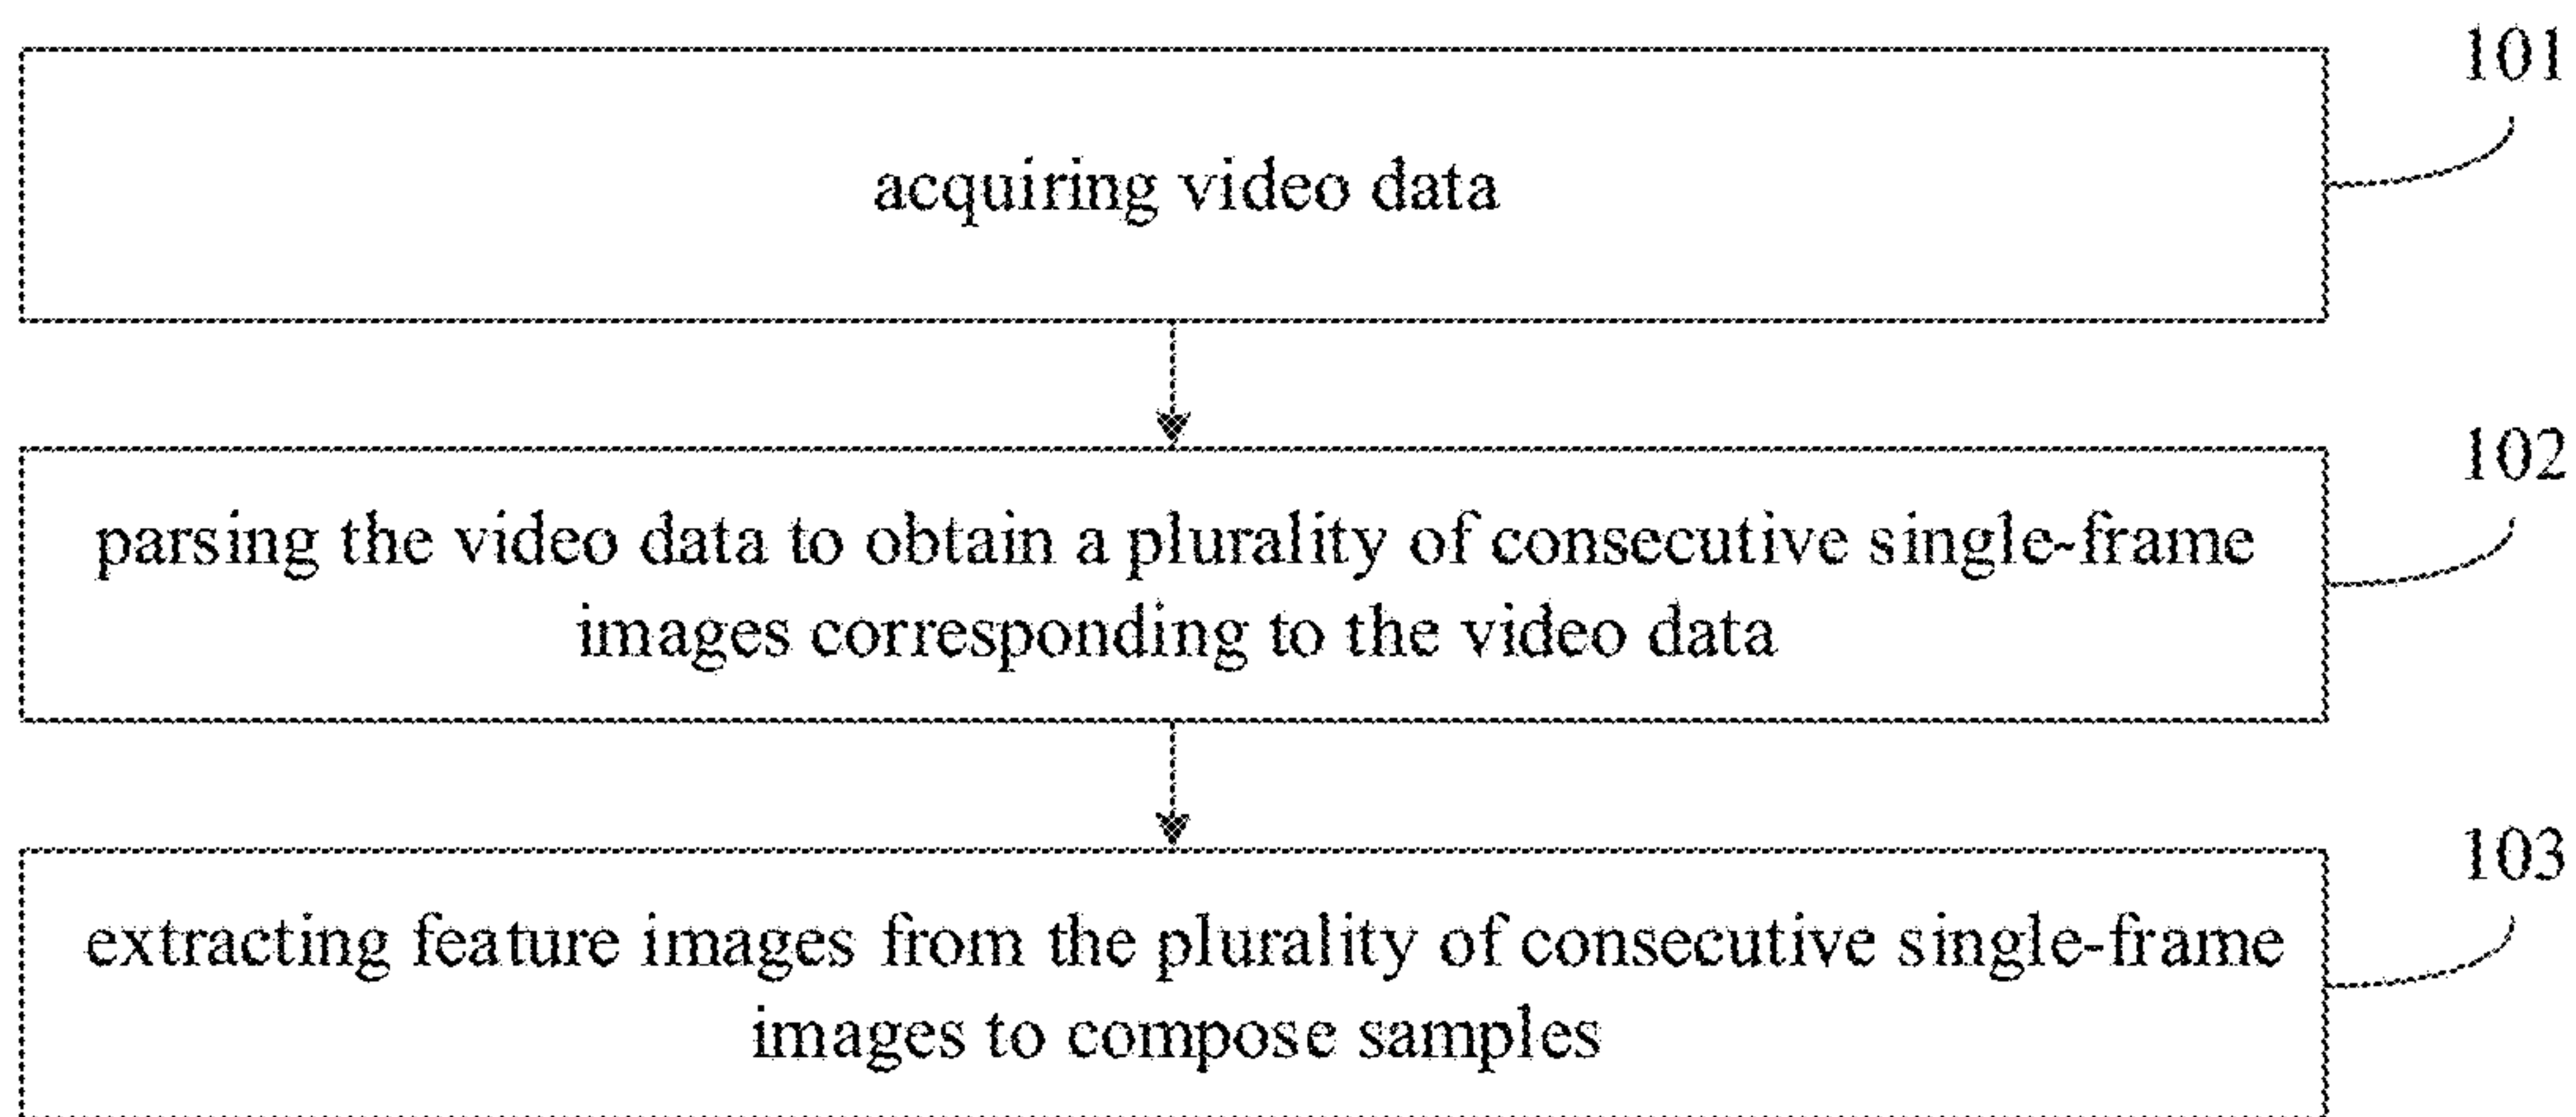 101
acquiring video data
102
parsing the video data to obtain a plurality of consecutive single-frame
images corresponding to the video data
103
extracting feature images from the plurality of consecutive single-frame
images to compose samples